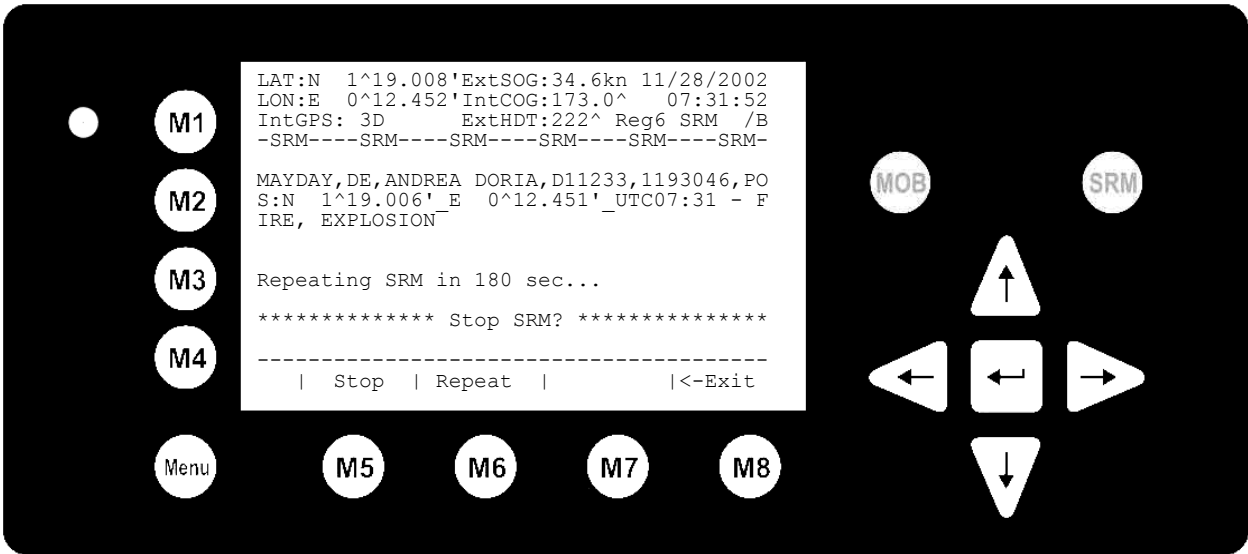 LAT:N  1^19.008'ExtSOG:34.6kn 11/28/2002
LON:E  0^12.452'IntCOG:173.0^   07:31:52
IntGPS: 3D      ExtHDT:222^ Reg6 SRM  /B
-SRM----SRM----SRM----SRM----SRM----SRM-
MAYDAY,DE,ANDREA DORIA,D11233,1193046,PO
S:N  1^19.006'_E  0^12.451'_UTC07:31 - F
IRE, EXPLOSION
Repeating SRM in 180 sec...
************** Stop SRM? ***************
----------------------------------------
| Stop | Repeat |         |<-Exit
M1
M2
M3
M4
Menu
M5
M6
M7
M8
MOB
SRM